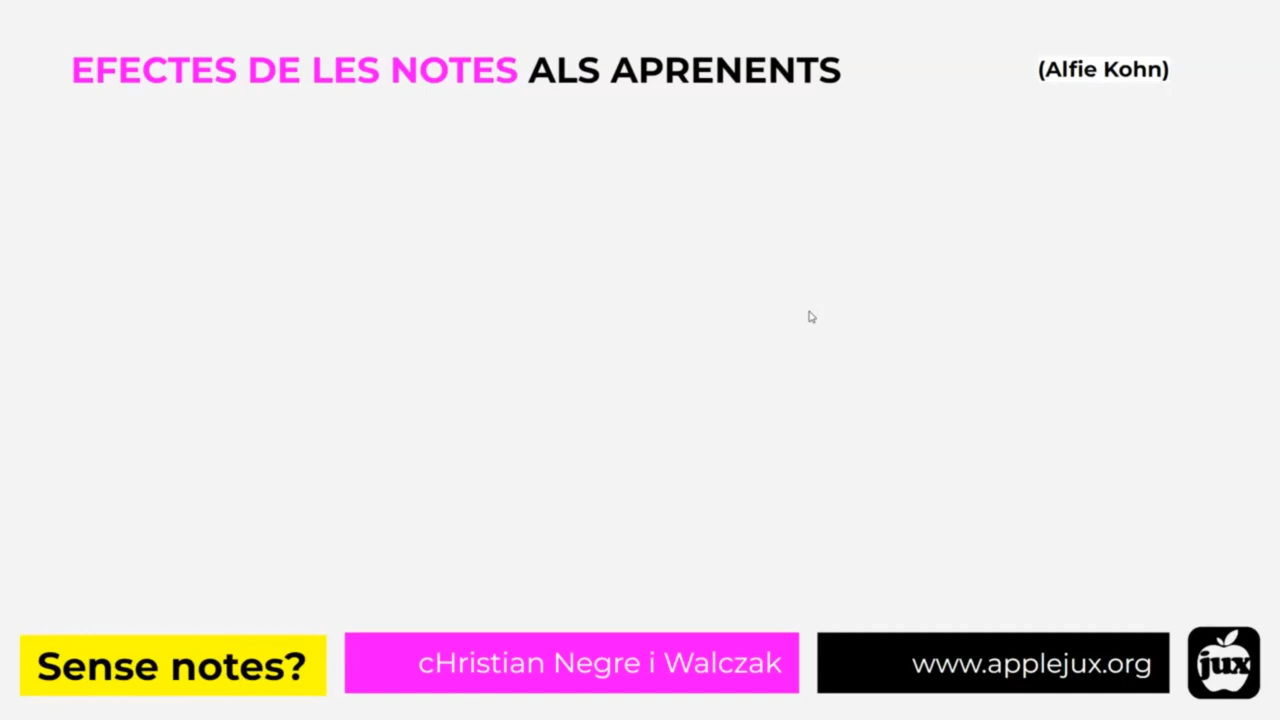 EFECTES DE LES NOTES ALS APRENENTS
(Alfie Kohn)
Sense notes?
cHristian Negre i Walczak
www.applejux.org
jux